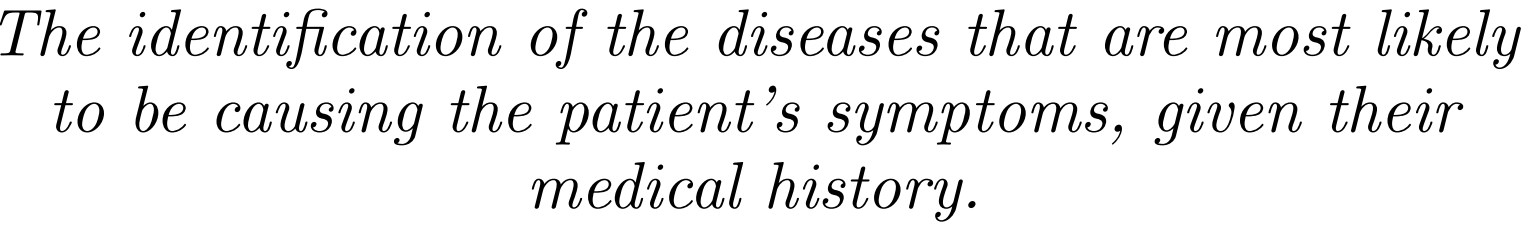 The identification of the diseases that are most likely
to be causing the patient's symptoms, given their
medical history.